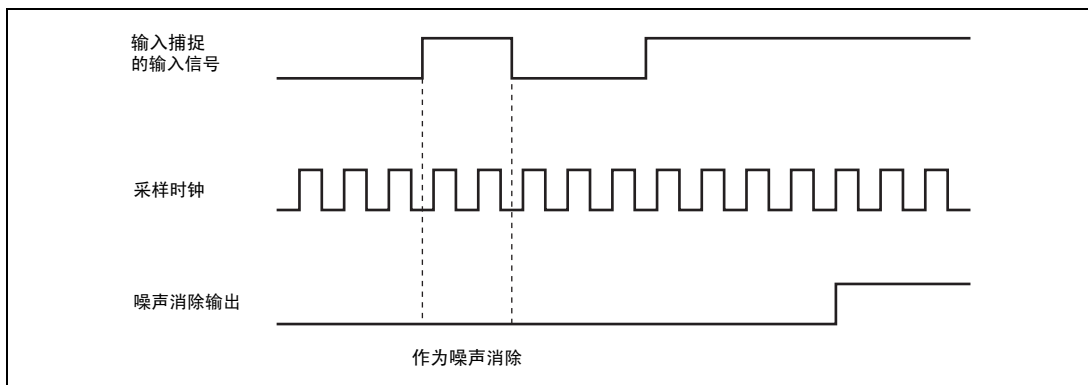 输入捕捉
的输入信号
采样时钟
噪声消除输出
作为噪声消除